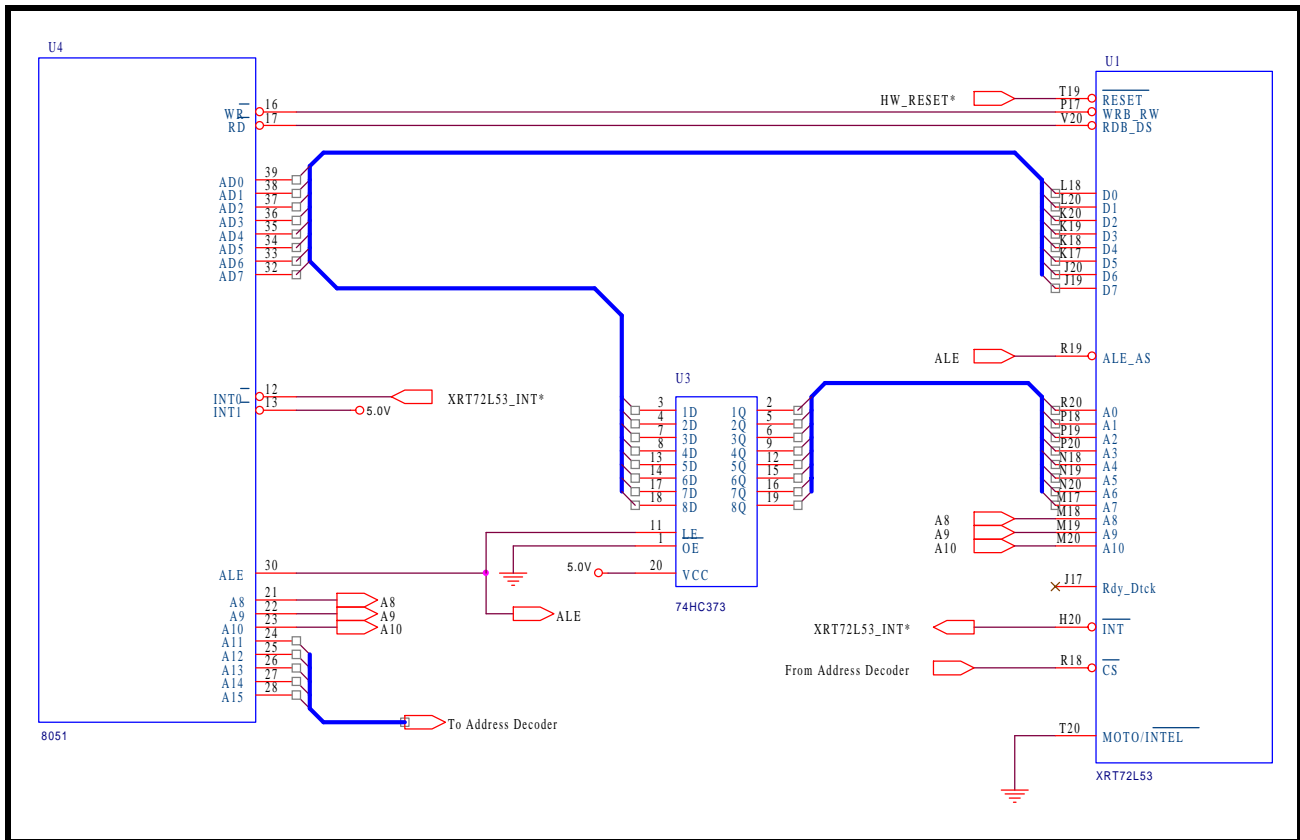 U4
WR
16
RD
17
AD0
39
AD1
38
AD2
37
AD3
36
AD4
35
AD5
34
AD6
33
AD7
32
INT0
12
XRT72L53_INT*
INT1
13
5.0V
ALE
30
A8
21
A8
A9
22
A9
A10
23
A10
A11
24
A12
25
A13
26
A14
27
A15
28
To Address Decoder
8051
ALE
U3
3
1D
1Q
2
4
2D
2Q
5
7
3D
3Q
6
8
4D
4Q
9
13
5D
5Q
12
14
6D
6Q
15
17
7D
7Q
16
18
8D
8Q
19
11
LE
1
OE
5.0V
20
VCC
74HC373
U1
HW_RESET*
T19
RESET
P17
WRB_RW
V20
RDB_DS
L18
D0
L20
D1
K20
D2
K19
D3
K18
D4
K17
D5
J20
D6
J19
D7
ALE
R19
ALE_AS
R20
A0
P18
A1
P19
A2
P20
A3
N18
A4
N19
A5
N20
A6
M17
A7
A8
M18
A8
A9
M19
A9
A10
M20
A10
J17
Rdy_Dtck
XRT72L53_INT*
H20
INT
From Address Decoder
R18
CS
T20
MOTO/INTEL
XRT72L53